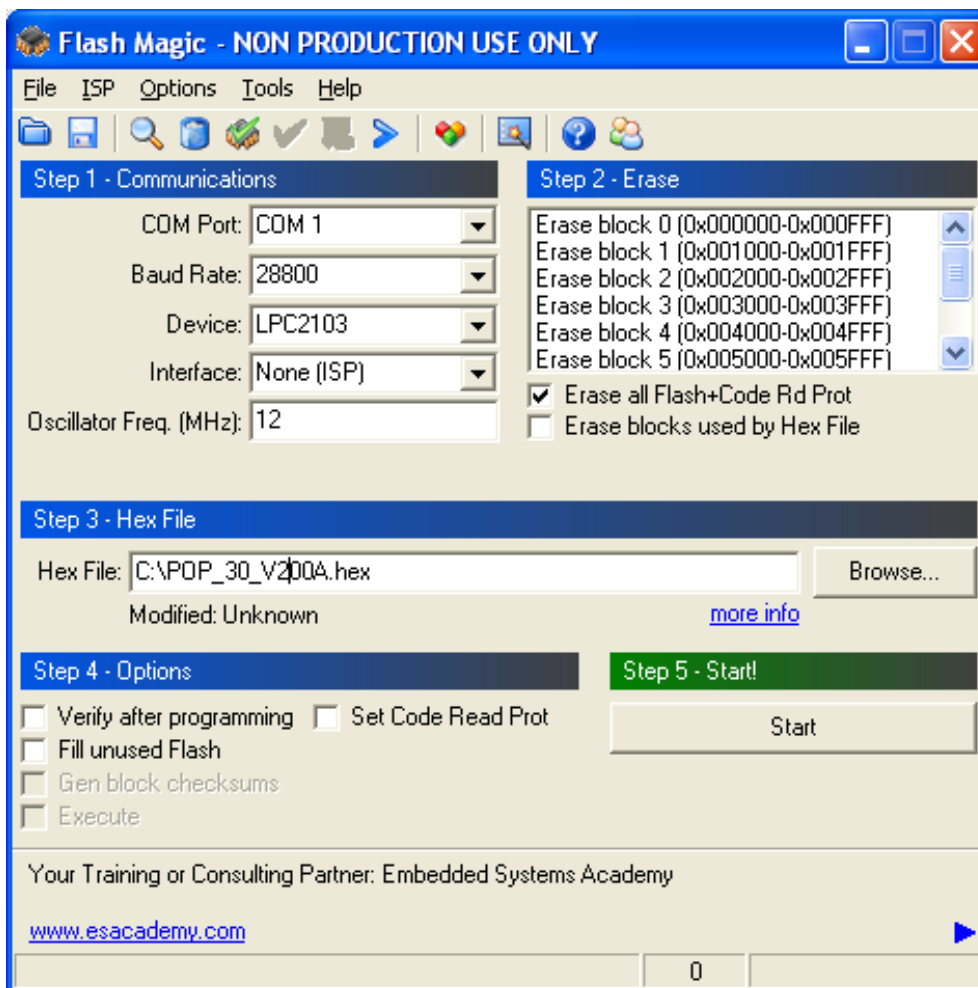 Flash Magic - NON PRODUCTION USE ONLY
File ISP Options Tools Help
Step 1 - Communications
COM Port: COM 1
Baud Rate: 28800
Device: LPC2103
Interface: None (ISP)
Oscillator Freq. (MHz): 12
Step 2 - Erase
Erase block 0 (0x000000-0x000FFF)
Erase block 1 (0x001000-0x001FFF)
Erase block 2 (0x002000-0x002FFF)
Erase block 3 (0x003000-0x003FFF)
Erase block 4 (0x004000-0x004FFF)
Erase block 5 (0x005000-0x005FFF)
Erase all Flash+Code Rd Prot
Erase blocks used by Hex File
Step 3 - Hex File
Hex File: C:\POP_30_V200A.hex Browse...
Modified: Unknown more info
Step 4 - Options
Verify after programming Set Code Read Prot
Fill unused Flash
Gen block checksums
Execute
Step 5 - Start!
Start
Your Training or Consulting Partner: Embedded Systems Academy
www.esacademy.com
0